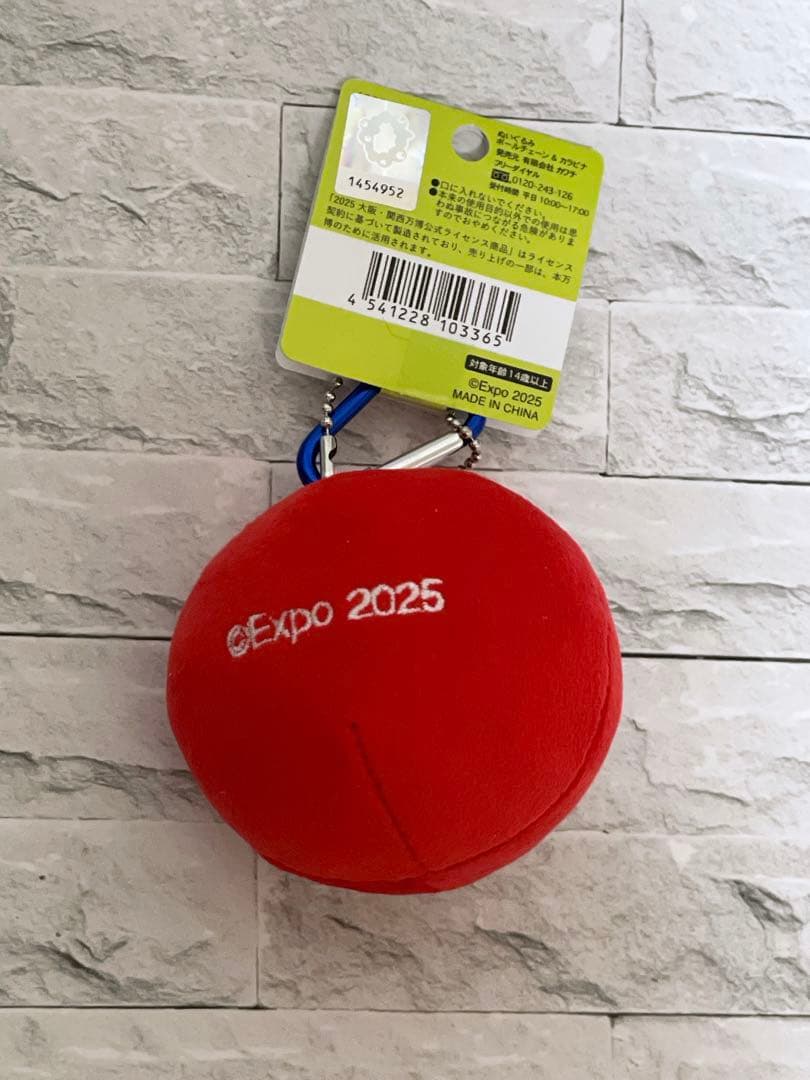 1454952
ぬいぐるみ
ボールチェーン & カラビナ
発売元 有限会社 カワチ
フリーダイヤル
0120-243-126
受付時間 平日 10:00~17:00
●口に入れないでください。
●本来の使用目的以外での使用は思
わぬ事故につながる危険がありま
すのでおやめください。
「2025 大阪・関西万博公式ライセンス商品」はライセンス
契約に基づいて製造されており、売り上げの一部は、本万
博のために活用されます。
4 541228 103365
対象年齢14歳以上
©Expo 2025
MADE IN CHINA
©Expo 2025